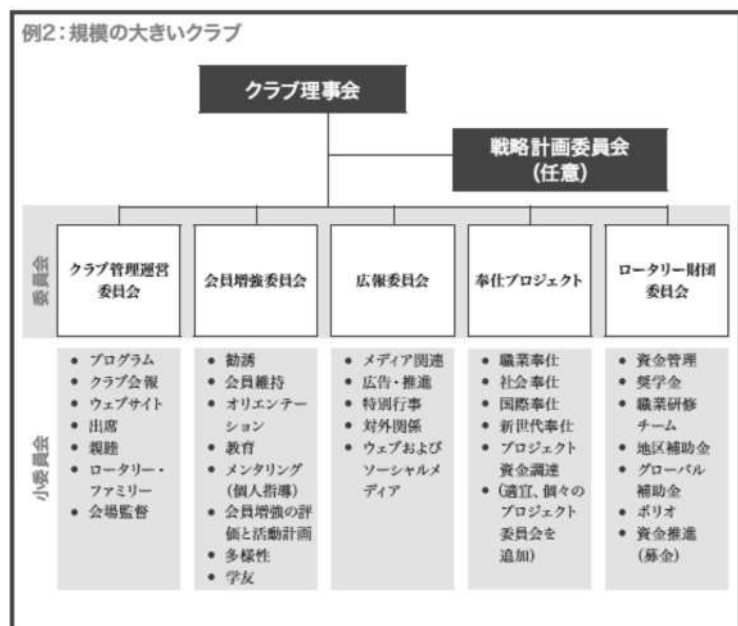 例2：規模の大きいクラブ
クラブ理事会
戦略計画委員会
（任意）
委員会
クラブ管理運営
委員会
会員増強委員会
広報委員会
奉仕プロジェクト
ロータリー財団
委員会
小委員会
• プログラム
• クラブ会報
• ウェブサイト
• 出席
• 親睦
• ロータリー・
ファミリー
• 会場監督
• 勧誘
• 会員維持
• オリエンテー
ション
• 教育
• メンタリング
（個人指導）
• 会員増強の評
価と活動計画
• 多様性
• 学友
• メディア関連
• 広告・推進
• 特別行事
• 対外関係
• ウェブおよび
ソーシャルメ
ディア
• 職業奉仕
• 社会奉仕
• 国際奉仕
• 新世代奉仕
• プロジェクト
資金調達
• （適宜、個々の
プロジェクト
委員会を
追加）
• 資金管理
• 奨学金
• 職業研修
チーム
• 地区補助金
• グローバル
補助金
• ポリオ
• 資金推進
（募金）